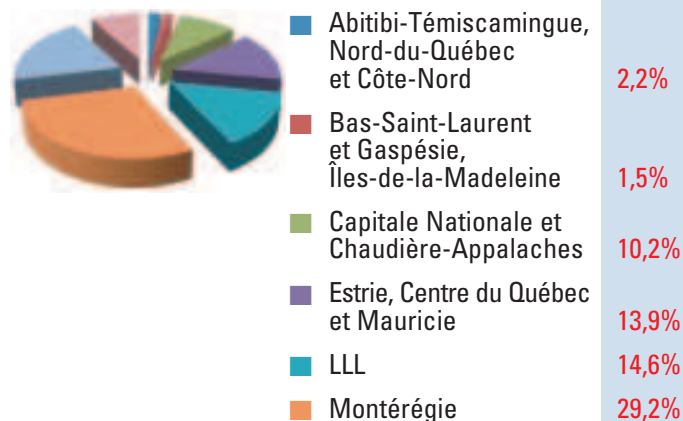 Abitibi-Témiscamingue,
Nord-du-Québec
et Côte-Nord 2,2%
Bas-Saint-Laurent
et Gaspésie,
Îles-de-la-Madeleine 1,5%
Capitale Nationale et
Chaudière-Appalaches 10,2%
Estrie, Centre du Québec
et Mauricie 13,9%
LLL 14,6%
Montérégie 29,2%